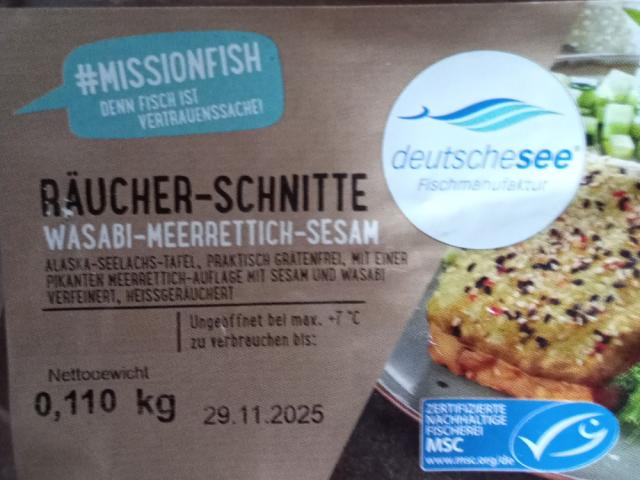 #MISSIONFISH
DENN FISCH IST
VERTRAUENSSACHE!
deutschesee®
Fischmanufaktur
RÄUCHER-SCHNITTE
WASABI-MEERRETTICH-SESAM
ALASKA-SEELACHS-TAFEL, PRAKTISCH GRÄTENFREI, MIT EINER
PIKANTEN MEERRETTICH-AUFLAGE MIT SESAM UND WASABI
VERFEINERT, HEISSGERÄUCHERT
Ungeöffnet bei max. +7 °C
zu verbrauchen bis:
Nettogewicht
0,110 kg
29.11.2025
ZERTIFIZIERTE
NACHHALTIGE
FISCHEREI
MSC
www.msc.org/de